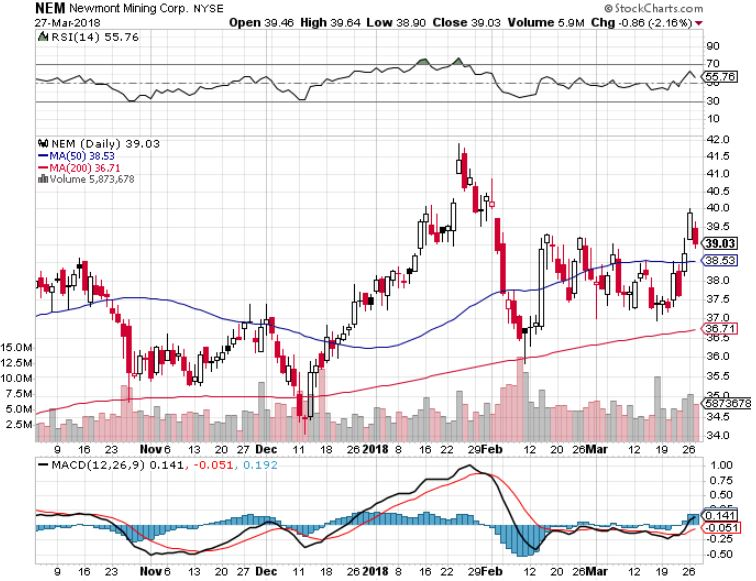 NEM Newmont Mining Corp. NYSE © StockCharts.com
27-Mar-2018 Open 39.46 High 39.64 Low 38.90 Close 39.03 Volume 5.9M Chg -0.86 (-2.16%)
RSI(14) 55.76
90
70
55.76
50
30
10
NEM (Daily) 39.03
MA(50) 38.53
MA(200) 36.71
Volume 5,873,678
42.0
41.5
41.0
40.5
40.0
39.5
39.03
38.53
38.0
37.5
37.0
36.71
36.5
36.0
35.5
35.0
5873678
34.5
34.0
15.0M
12.5M
10.0M
7.5M
5.0M
2.5M
9 16 23 Nov 6 13 20 27 Dec 11 18 26 2018 8 16 22 29 Feb 12 20 26 Mar 12 19 26
MACD(12,26,9) 0.141, -0.051, 0.192
1.00
0.75
0.50
0.141
-0.051
-0.25
-0.50
9 16 23 Nov 6 13 20 27 Dec 11 18 26 2018 8 16 22 29 Feb 12 20 26 Mar 12 19 26